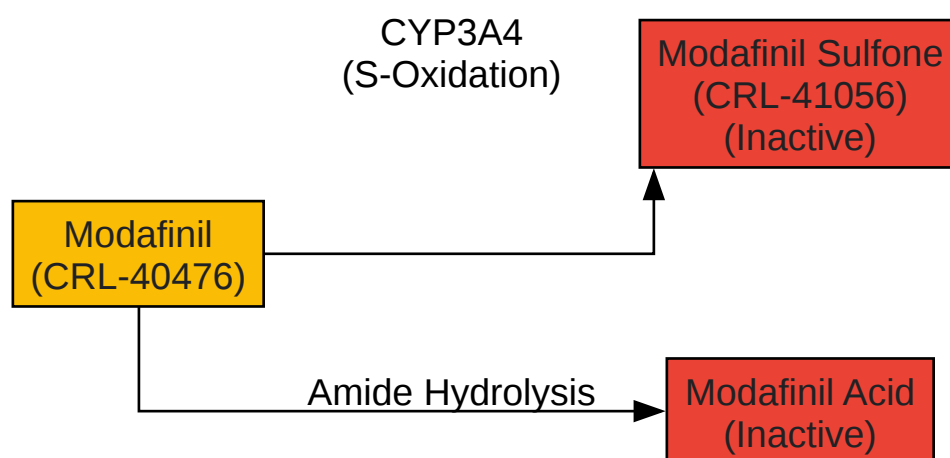 CYP3A4
(S-Oxidation)
Modafinil Sulfone
(CRL-41056)
(Inactive)
Modafinil
(CRL-40476)
Amide Hydrolysis
Modafinil Acid
(Inactive)